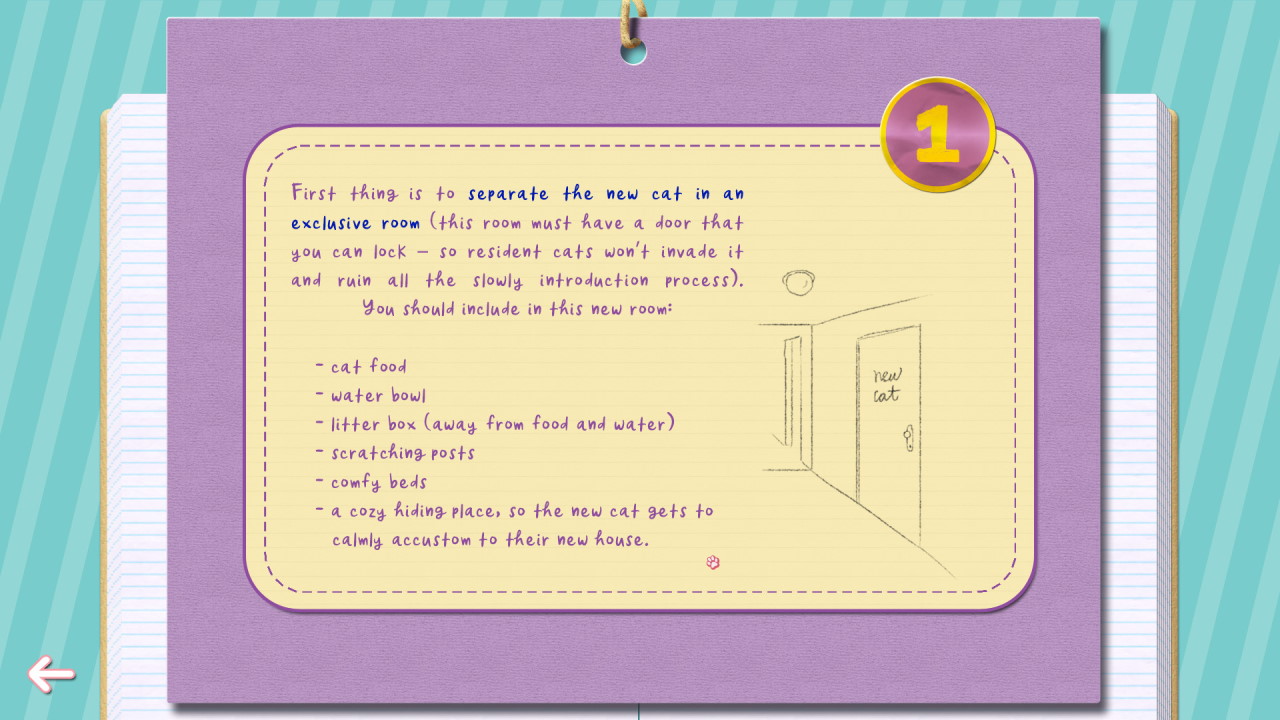 1
First thing is to separate the new cat in an
exclusive room (this room must have a door that
you can lock – so resident cats won't invade it
and ruin all the slowly introduction process).
You should include in this new room:
- cat food
- water bowl
- litter box (away from food and water)
- scratching posts
- comfy beds
- a cozy hiding place, so the new cat gets to
calmly accustom to their new house.
new
cat